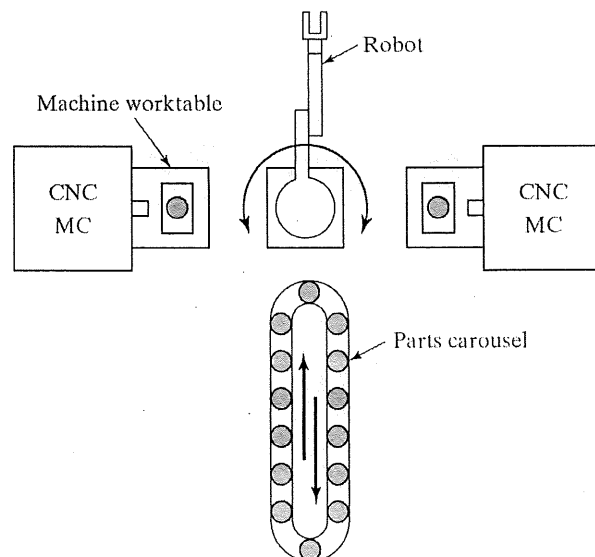 Robot
Machine worktable
CNC
MC
CNC
MC
Parts carousel